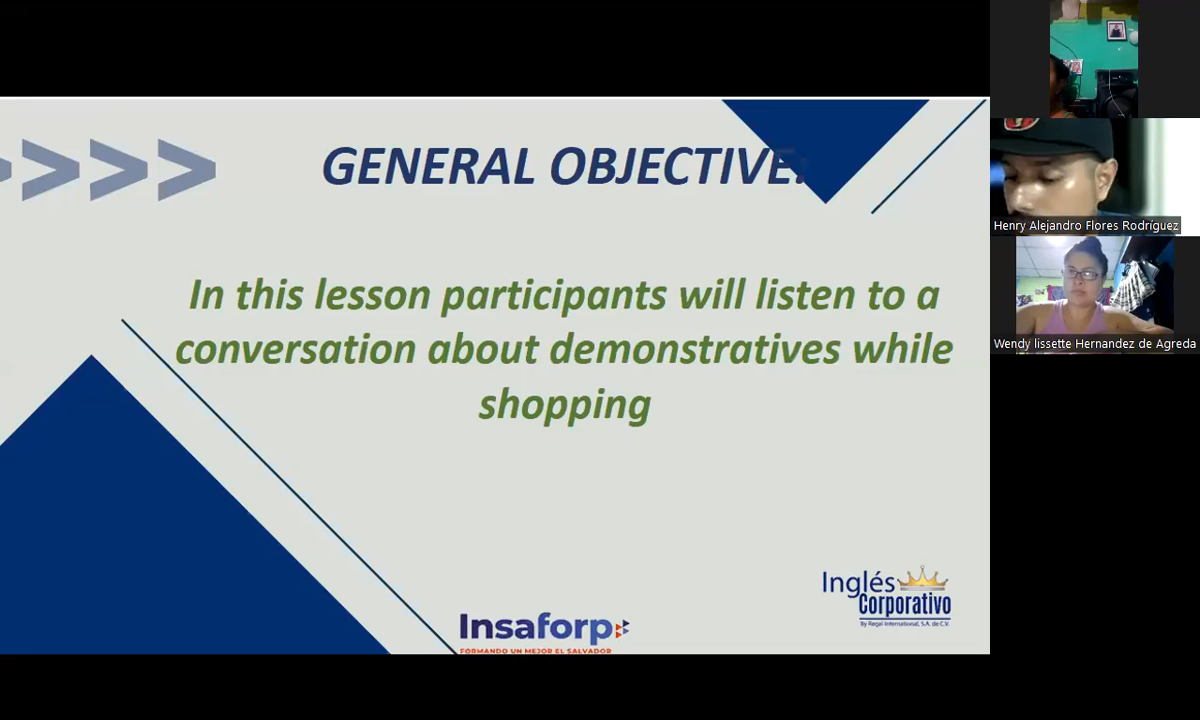 GENERAL OBJECTIVE:
In this lesson participants will listen to a
conversation about demonstratives while
shopping
Insaforp
FORMANDO UN MEJOR EL SALVADOR
Inglés
Corporativo
By Regal International, S.A. de C.V.
Henry Alejandro Flores Rodríguez
Wendy lissette Hernandez de Agreda